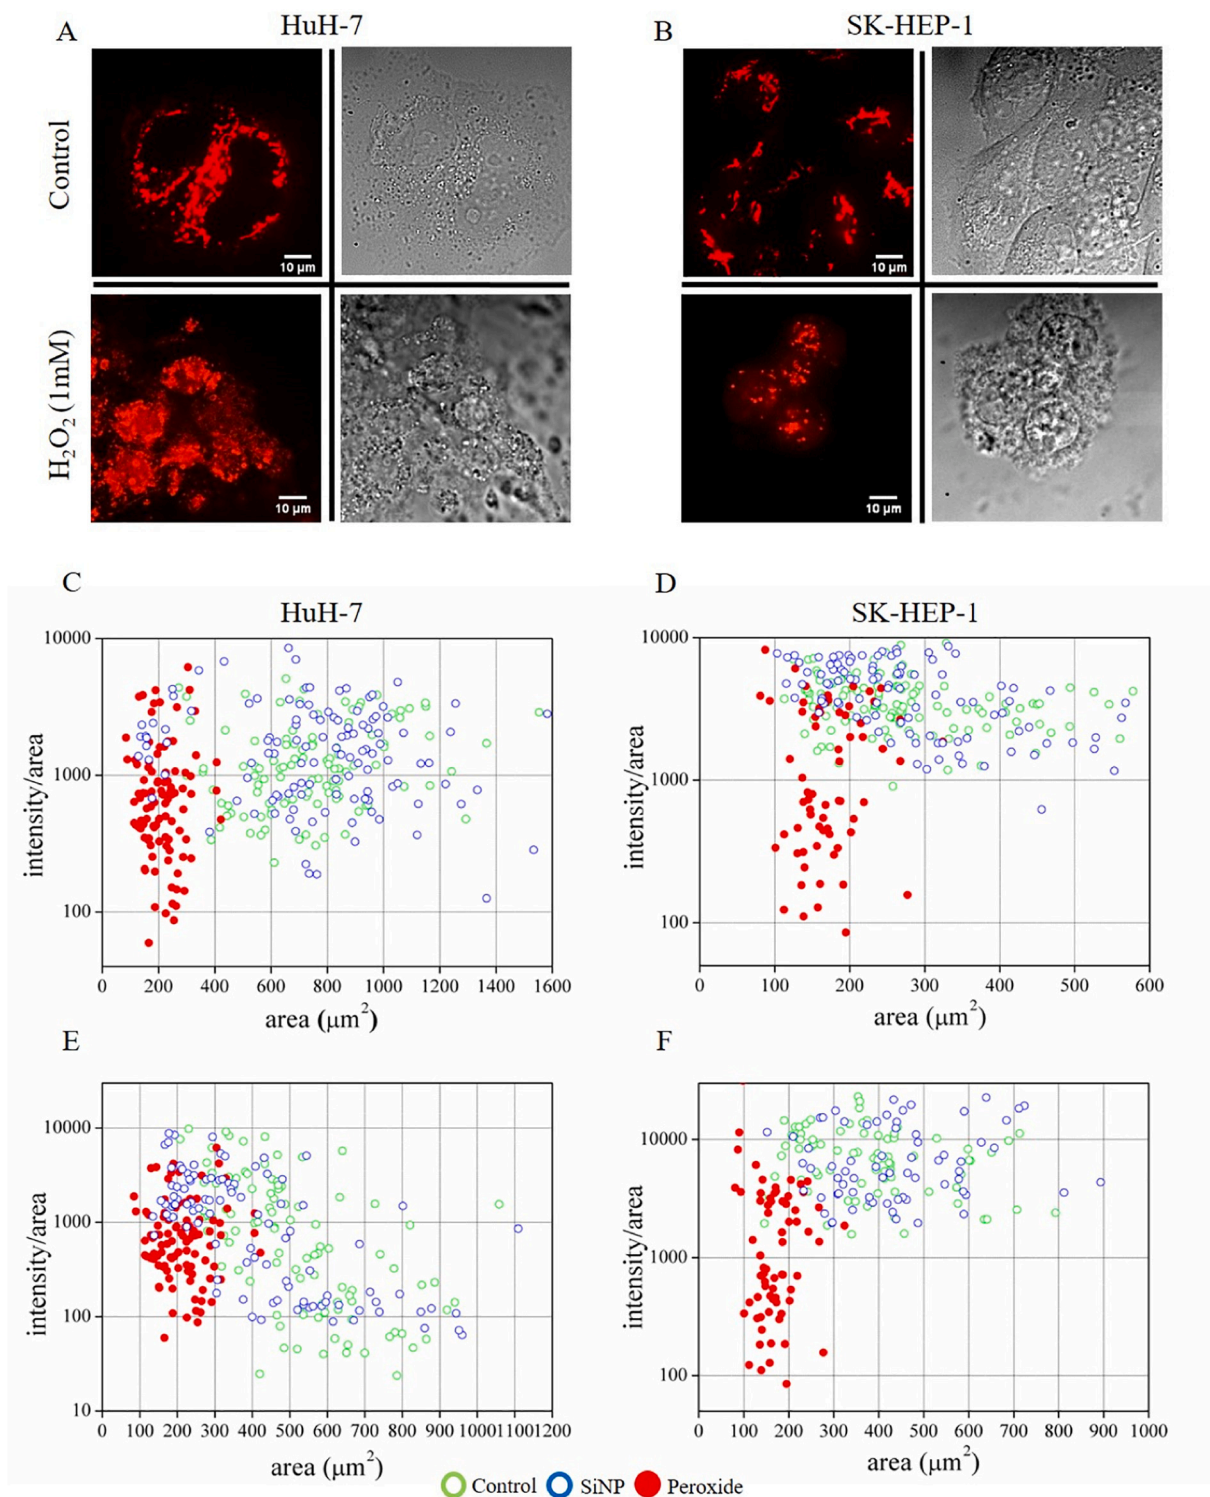 A HuH-7 B SK-HEP-1
Control
10 µm 10 µm
H₂O₂ (1mM)
10 µm 10 µm
C D
HuH-7 SK-HEP-1
10000
1000
100
intensity/area
0 200 400 600 800 1000 1200 1400 1600
area (µm²)
10000
1000
100
intensity/area
0 100 200 300 400 500 600
area (µm²)
E F
10000
1000
100
10
intensity/area
0 100 200 300 400 500 600 700 800 900 1000 1100 1200
area (µm²)
10000
1000
100
intensity/area
0 100 200 300 400 500 600 700 800 900 1000
area (µm²)
Control SiNP Peroxide